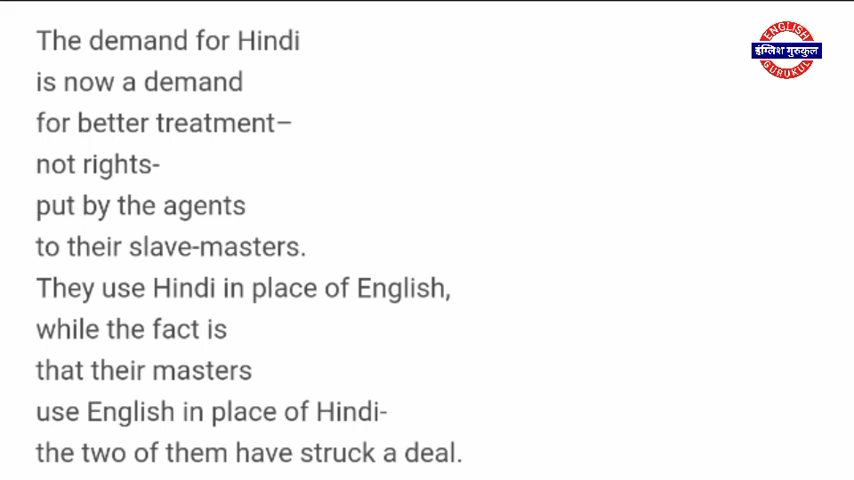 The demand for Hindi
is now a demand
for better treatment–
not rights-
put by the agents
to their slave-masters.
They use Hindi in place of English,
while the fact is
that their masters
use English in place of Hindi-
the two of them have struck a deal.
ENGLISH
इंग्लिश गुरुकुल
GURUKUL